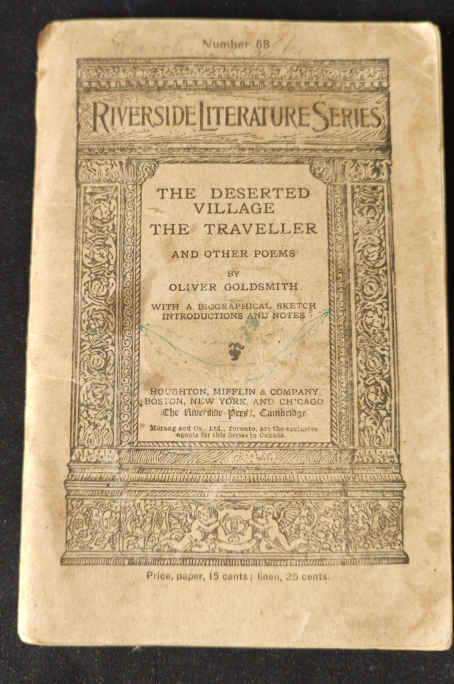 Number 68
RIVERSIDE LITERATURE SERIES
THE DESERTED
VILLAGE
THE TRAVELLER
AND OTHER POEMS
BY
OLIVER GOLDSMITH
WITH A BIOGRAPHICAL SKETCH
INTRODUCTIONS AND NOTES
HOUGHTON, MIFFLIN & COMPANY
BOSTON, NEW YORK, AND CHICAGO
The Riverside Press, Cambridge
Morang and Co., Ltd., Toronto, are the exclusive
agents for this Series in Canada.
Price, paper, 15 cents; linen, 25 cents.